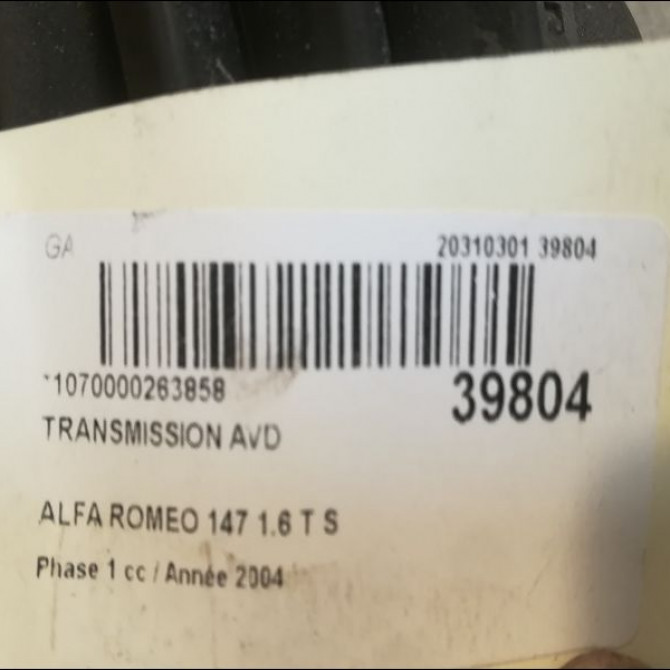 GA 20310301 39804
*1070000263858 39804
TRANSMISSION AVD
ALFA ROMEO 147 1.6 T S
Phase 1 cc / Année 2004